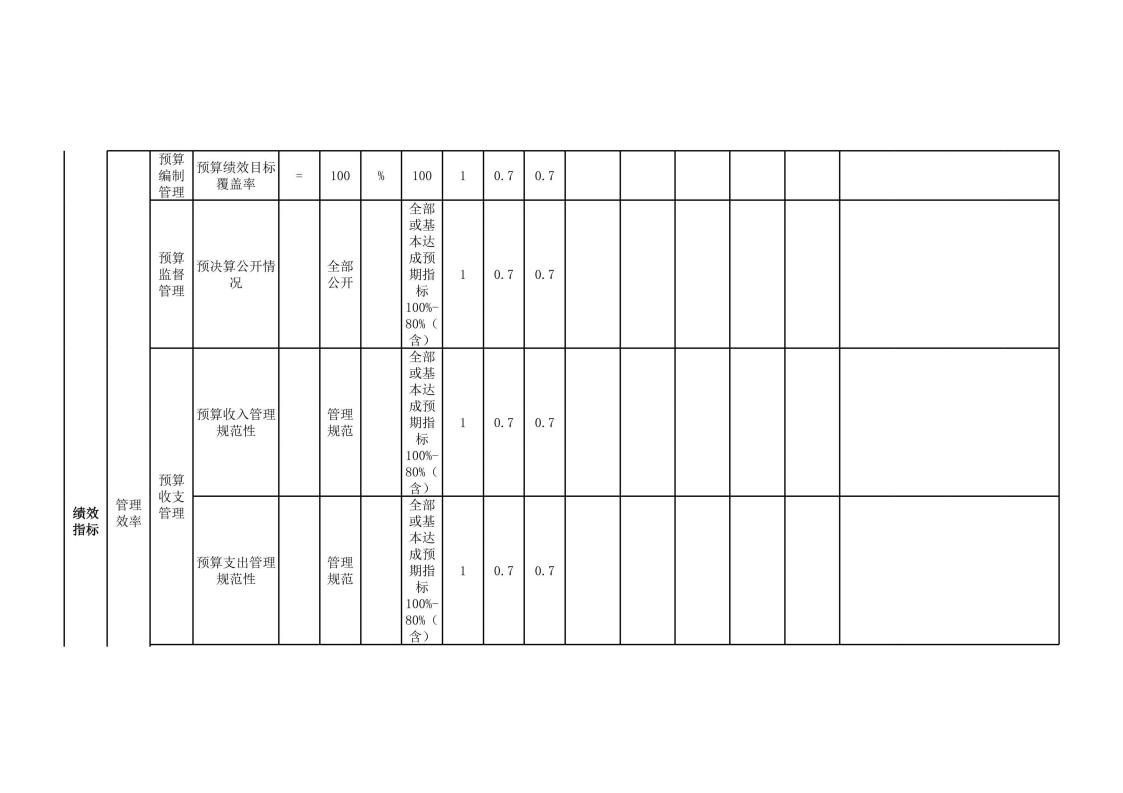 预算
编制
管理
预算绩效目标
覆盖率
=
100
%
100
1
0.7
0.7
预算
监督
管理
预决算公开情
况
全部
公开
全部
或基
本达
成预
期指
标
100%-
80%（
含）
1
0.7
0.7
绩效
指标
管理
效率
预算
收支
管理
预算收入管理
规范性
管理
规范
全部
或基
本达
成预
期指
标
100%-
80%（
含）
1
0.7
0.7
预算支出管理
规范性
管理
规范
全部
或基
本达
成预
期指
标
100%-
80%（
含）
1
0.7
0.7